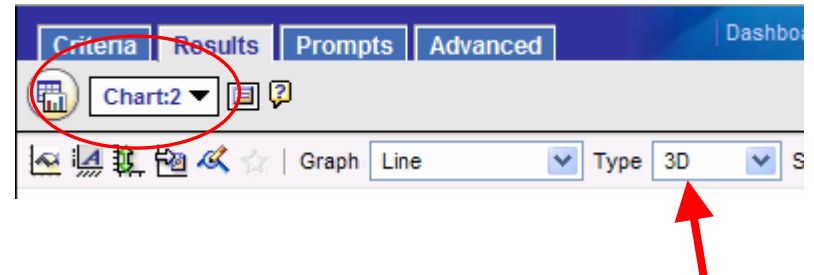 Criteria Results Prompts Advanced Dashboa
Chart:2
Graph Line Type 3D S